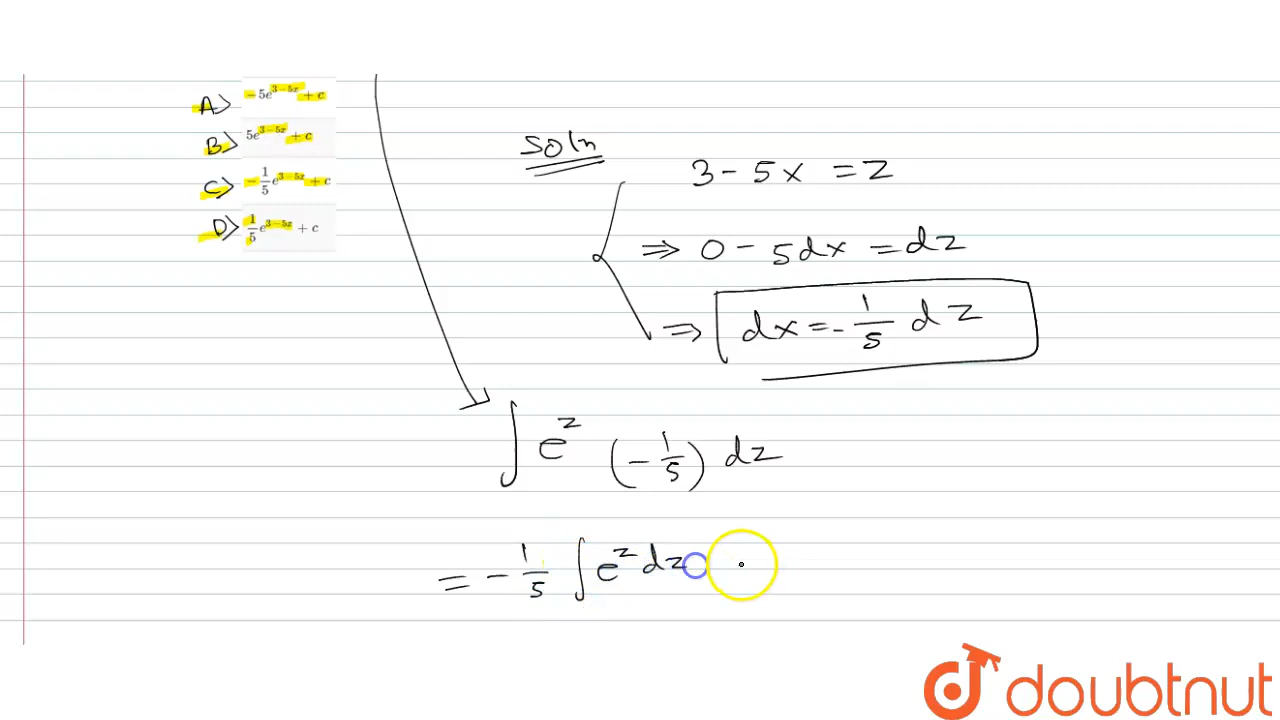 A) −5e^{3−5x} + c
B) 5e^{3−5x} + c
C) −1/5 e^{3−5x} + c
D) 1/5 e^{3−5x} + c
Soln
3 − 5x = z
⇒ 0 − 5dx = dz
⇒ dx = −1/5 dz
∫ e^z (−1/5) dz
= −1/5 ∫ e^z dz
doubtnut